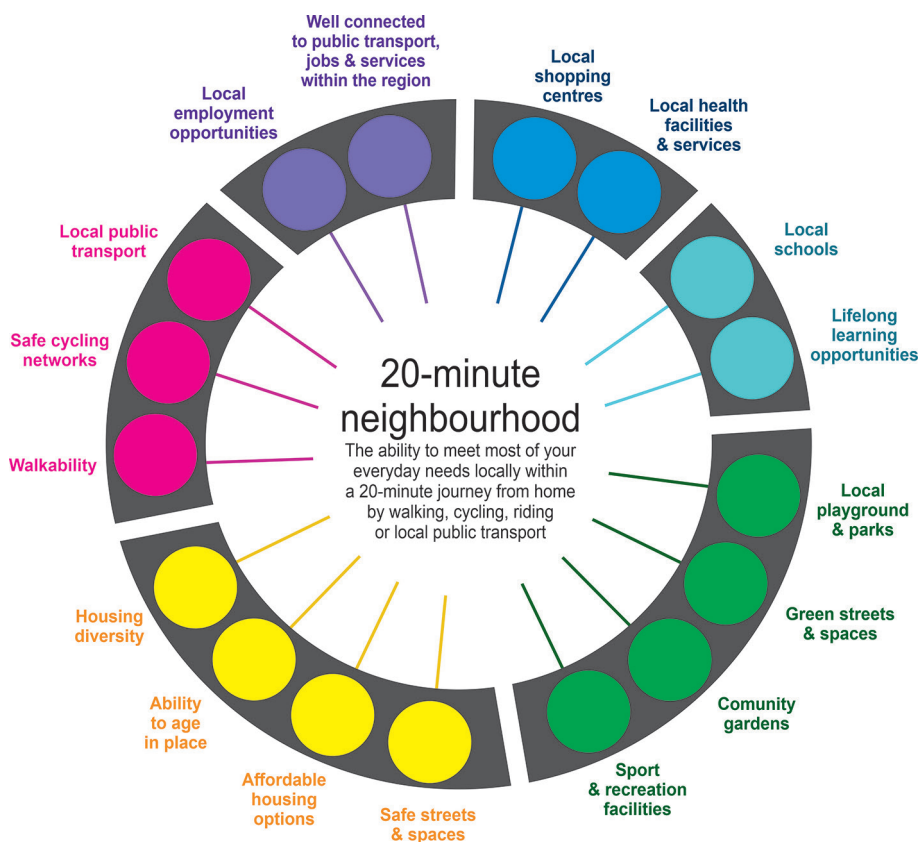 Well connected
to public transport,
jobs & services
within the region
Local
shopping
centres
Local health
facilities
& services
Local
schools
Lifelong
learning
opportunities
Local
playground
& parks
Green streets
& spaces
Comunity
gardens
Sport
& recreation
facilities
Safe streets
& spaces
Affordable
housing
options
Ability
to age
in place
Housing
diversity
Walkability
Safe cycling
networks
Local public
transport
Local
employment
opportunities
20-minute
neighbourhood
The ability to meet most of your
everyday needs locally within
a 20-minute journey from home
by walking, cycling, riding
or local public transport